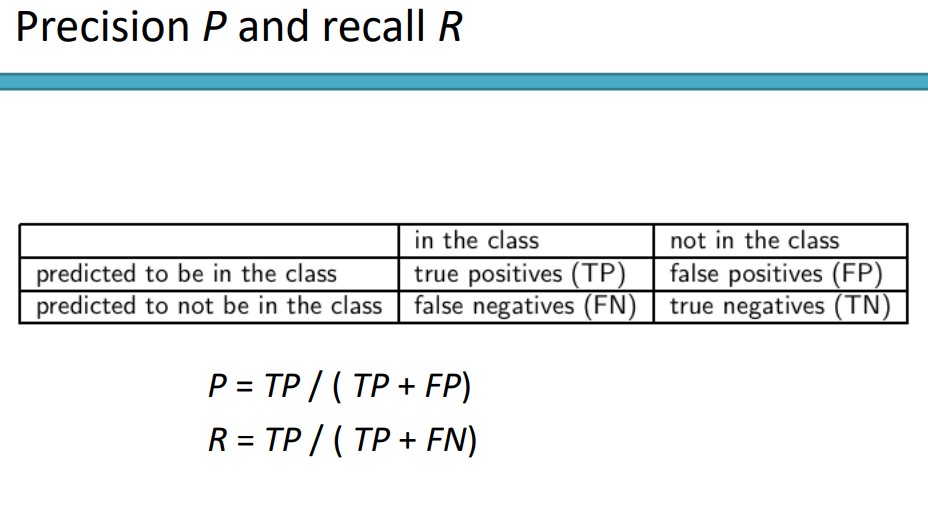 Precision P and recall R
in the class not in the class
predicted to be in the class true positives (TP) false positives (FP)
predicted to not be in the class false negatives (FN) true negatives (TN)
P = TP / ( TP + FP)
R = TP / ( TP + FN)